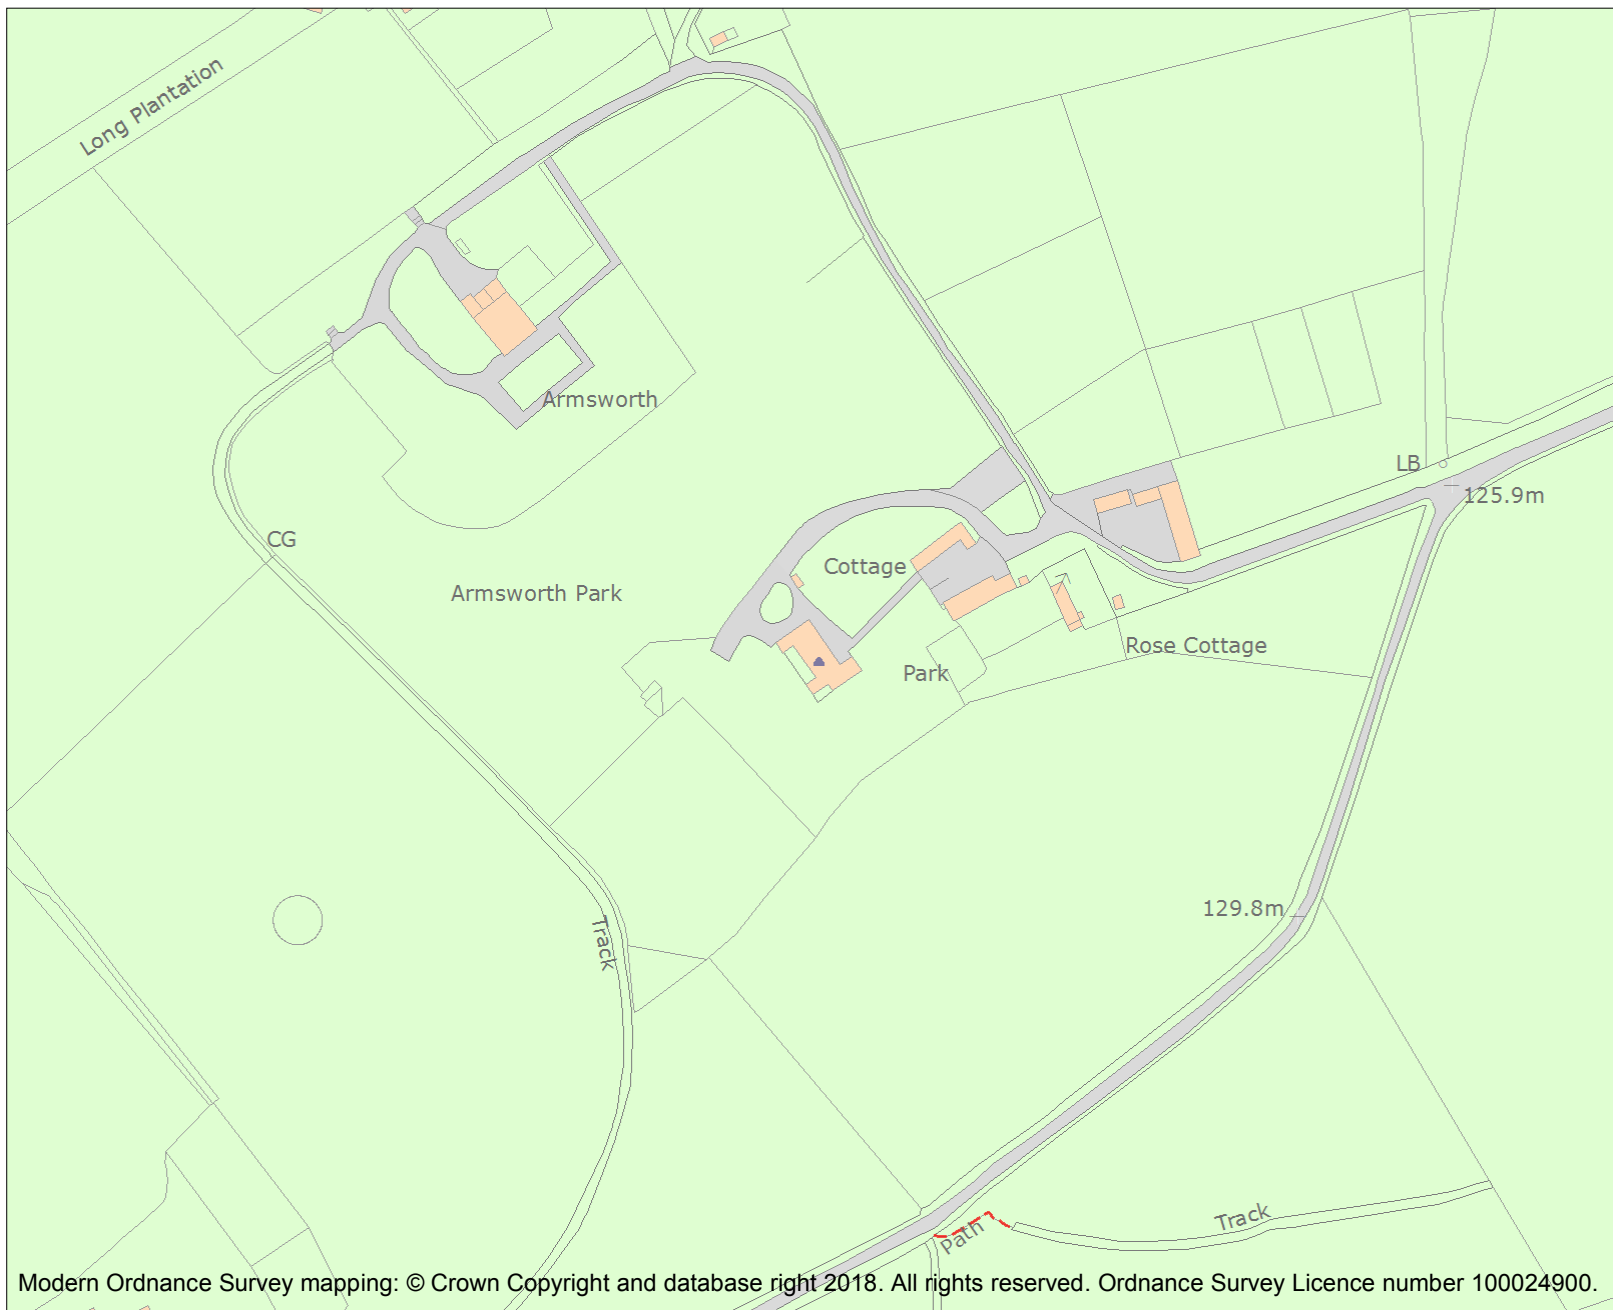 Long Plantation
Armsworth
LB
125.9m
CG
Cottage
Armsworth Park
Rose Cottage
Park
129.8m
Track
Track
Path
Modern Ordnance Survey mapping: © Crown Copyright and database right 2018. All rights reserved. Ordnance Survey Licence number 100024900.